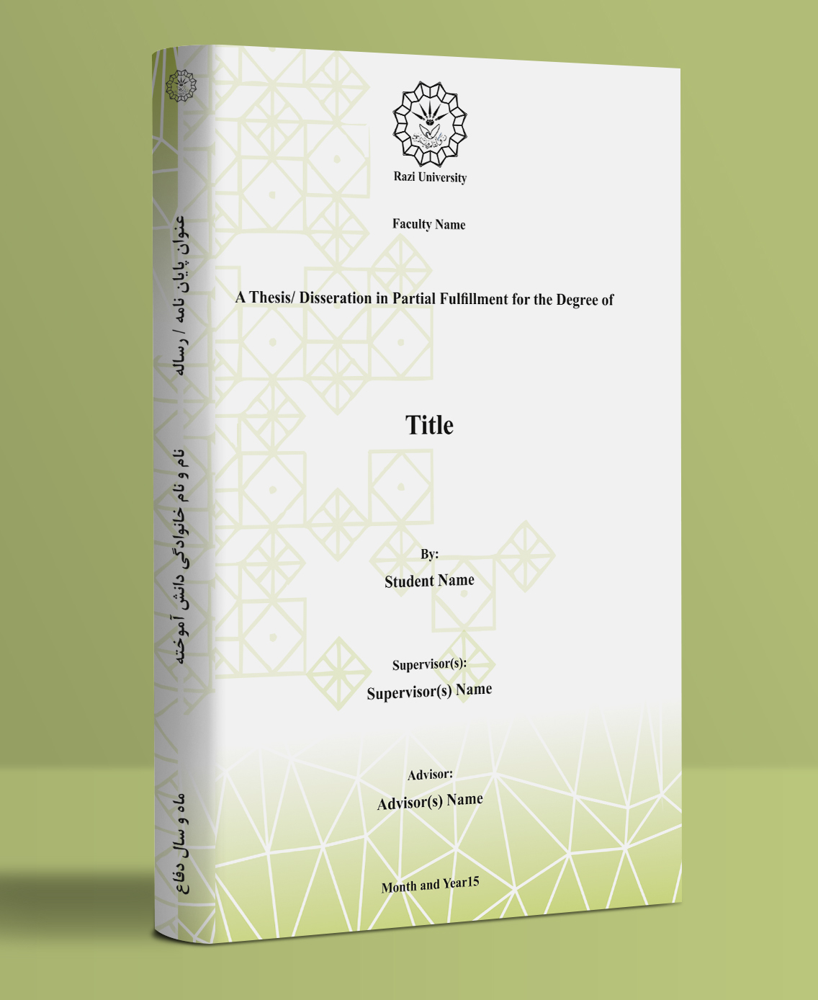 Razi University
Faculty Name
A Thesis/ Disseration in Partial Fulfillment for the Degree of
Title
By:
Student Name
Supervisor(s):
Supervisor(s) Name
Advisor:
Advisor(s) Name
Month and Year15
عنوان پایان نامه / رساله
نام و نام خانوادگی دانش آموخته
ماه و سال دفاع